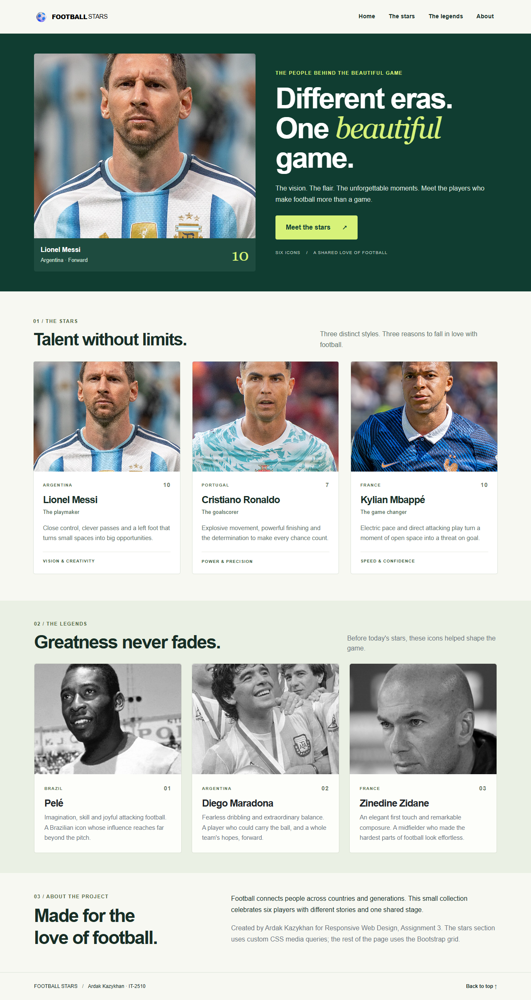 FOOTBALL STARS
Home The stars The legends About
THE PEOPLE BEHIND THE BEAUTIFUL GAME
Different eras.
One beautiful
game.
The vision. The flair. The unforgettable moments. Meet the players who
make football more than a game.
Meet the stars ↗
SIX ICONS / A SHARED LOVE OF FOOTBALL
Lionel Messi
Argentina · Forward
10
01 / THE STARS
Talent without limits.
Three distinct styles. Three reasons to fall in love with
football.
ARGENTINA 10
Lionel Messi
The playmaker
Close control, clever passes and a left foot that
turns small spaces into big opportunities.
VISION & CREATIVITY
PORTUGAL 7
Cristiano Ronaldo
The goalscorer
Explosive movement, powerful finishing and
the determination to make every chance count.
POWER & PRECISION
FRANCE 10
Kylian Mbappé
The game changer
Electric pace and direct attacking play turn a
moment of open space into a threat on goal.
SPEED & CONFIDENCE
02 / THE LEGENDS
Greatness never fades.
Before today's stars, these icons helped shape the
game.
AFA
BRAZIL 01
Pelé
Imagination, skill and joyful attacking football.
A Brazilian icon whose influence reaches far
beyond the pitch.
ARGENTINA 02
Diego Maradona
Fearless dribbling and extraordinary balance.
A player who could carry the ball, and a whole
team's hopes, forward.
FRANCE 03
Zinedine Zidane
An elegant first touch and remarkable
composure. A midfielder who made the
hardest parts of football look effortless.
03 / ABOUT THE PROJECT
Made for the
love of football.
Football connects people across countries and generations. This small collection
celebrates six players with different stories and one shared stage.
Created by Ardak Kazykhan for Responsive Web Design, Assignment 3. The stars section
uses custom CSS media queries; the rest of the page uses the Bootstrap grid.
FOOTBALL STARS / Ardak Kazykhan · IT-2510
Back to top ↑